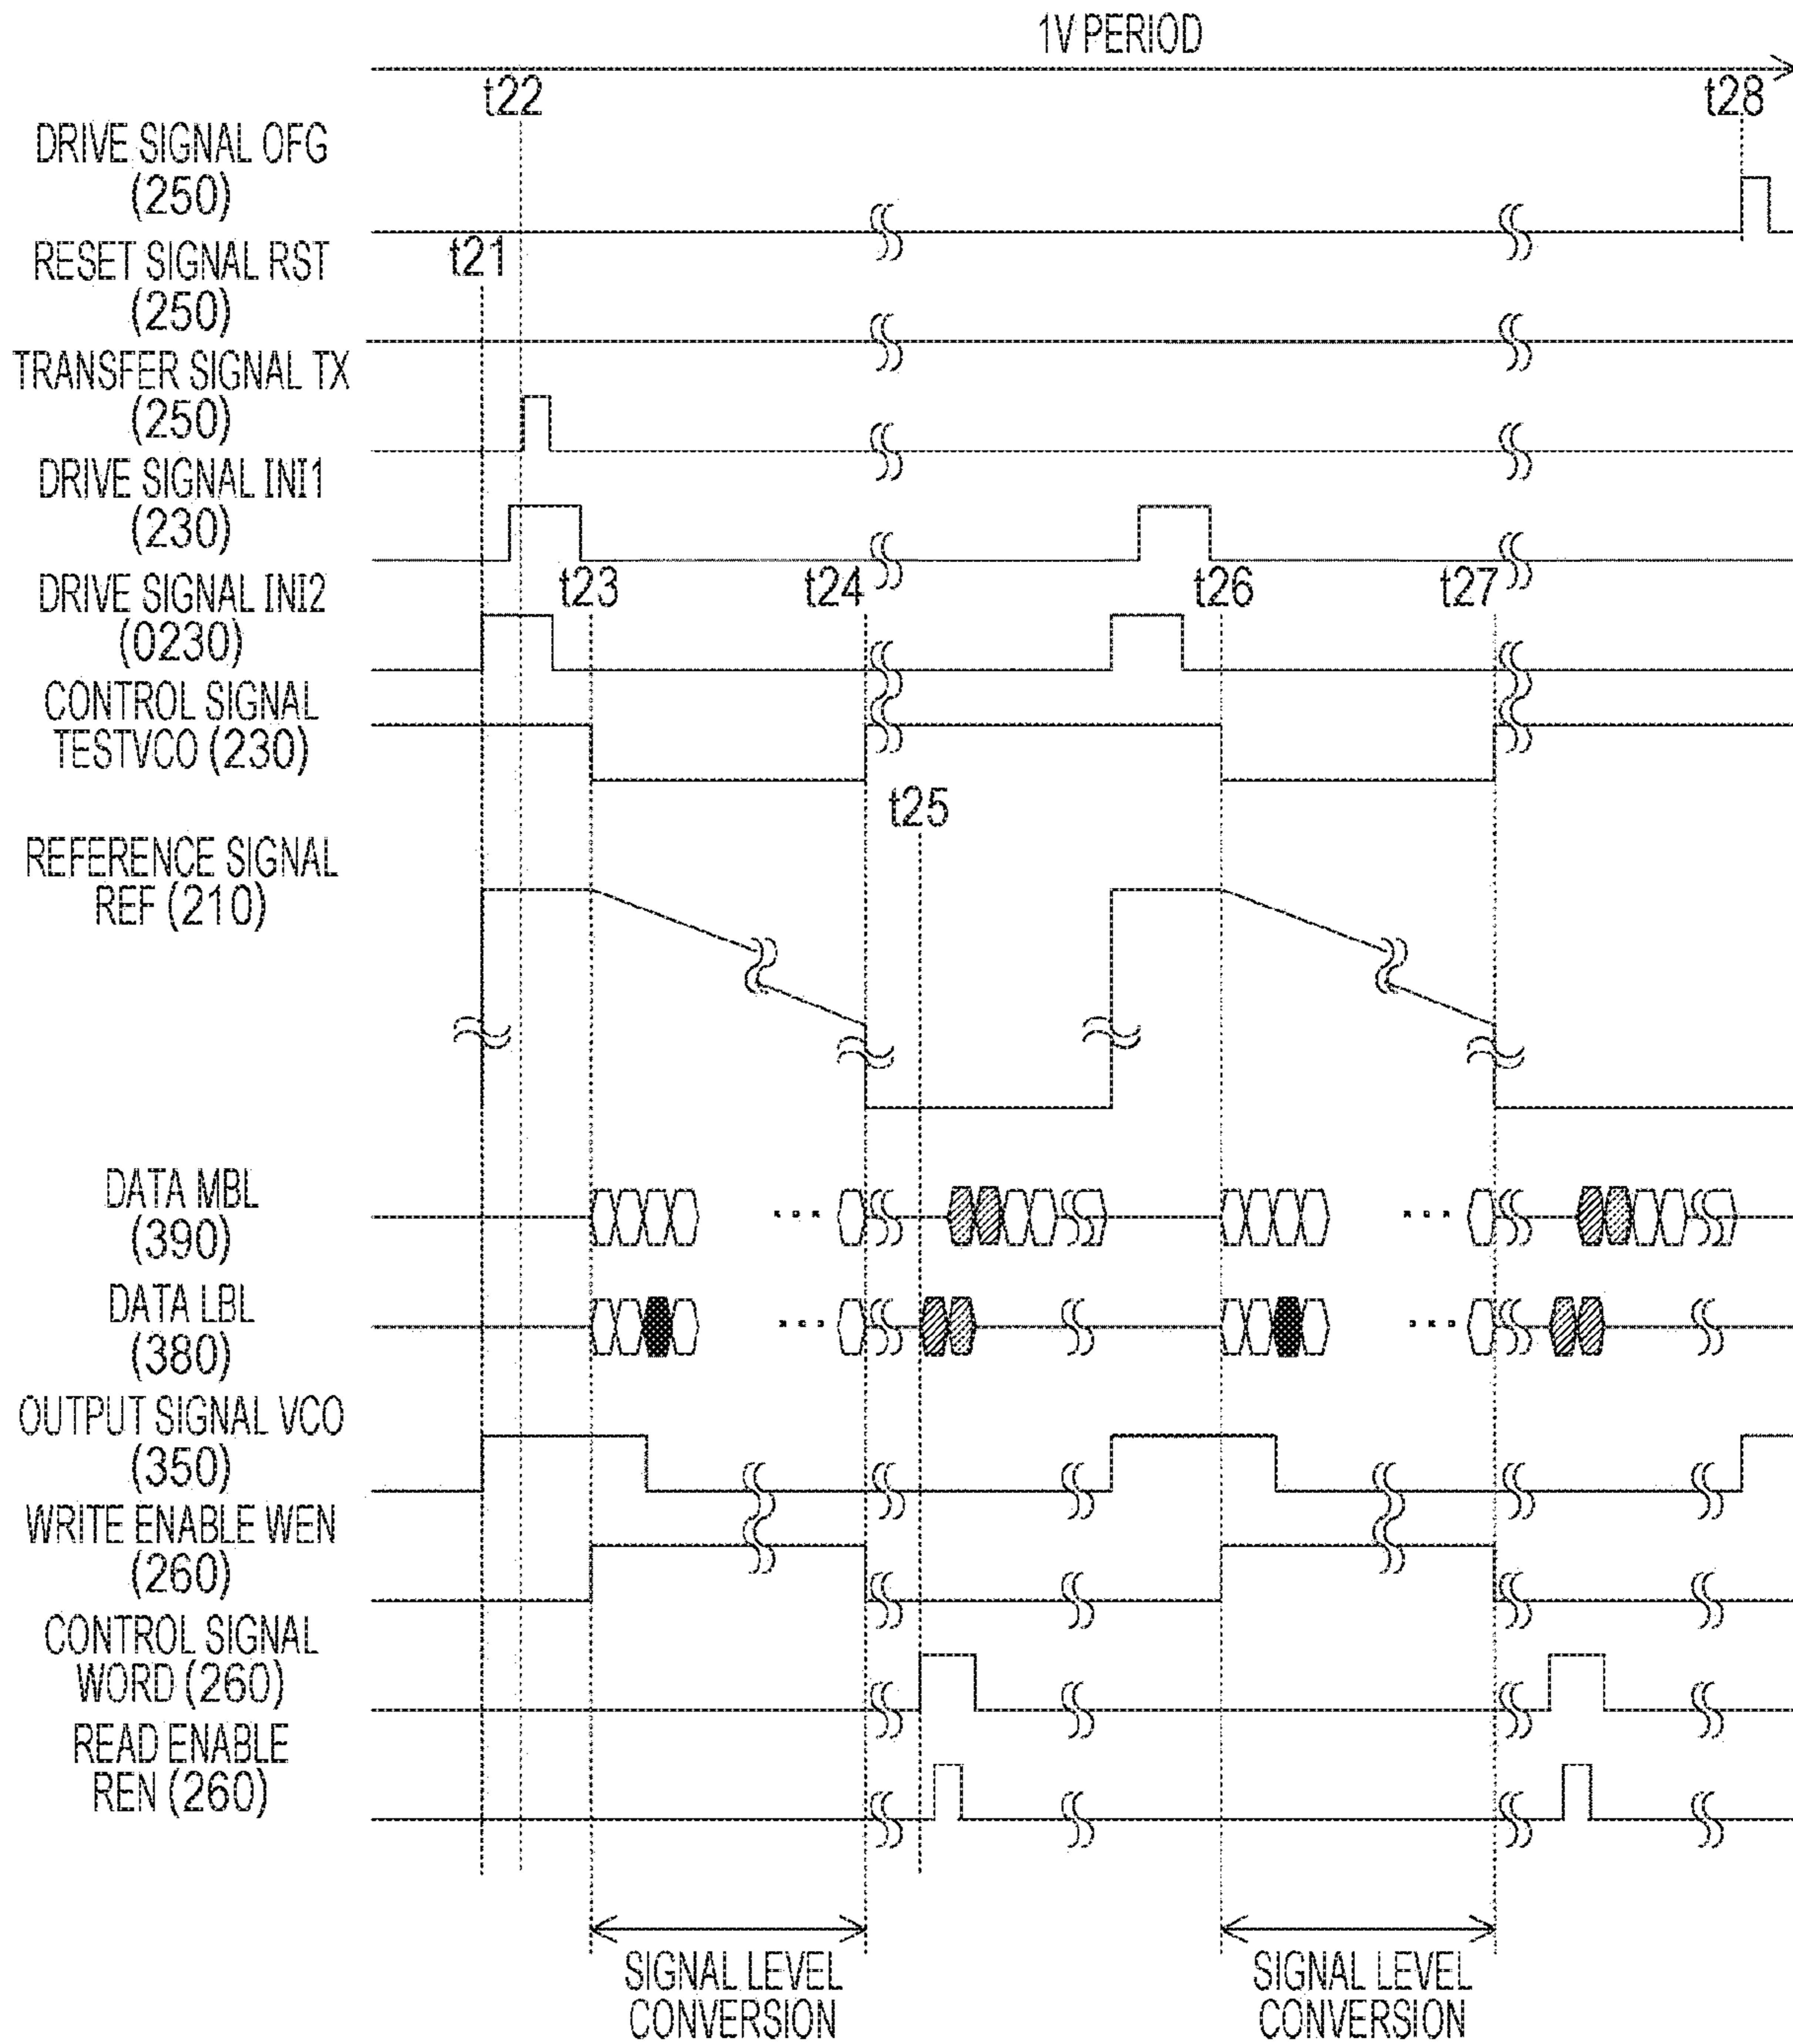 1V PERIOD
t22
t28
DRIVE SIGNAL OFG
(250)
t21
RESET SIGNAL RST
(250)
TRANSFER SIGNAL TX
(250)
DRIVE SIGNAL INI1
(230)
t23
t24
t26
t27
DRIVE SIGNAL INI2
(0230)
CONTROL SIGNAL
TESTVCO (230)
t25
REFERENCE SIGNAL
REF (210)
DATA MBL
(390)
DATA LBL
(380)
OUTPUT SIGNAL VCO
(350)
WRITE ENABLE WEN
(260)
CONTROL SIGNAL
WORD (260)
READ ENABLE
REN (260)
SIGNAL LEVEL
CONVERSION
SIGNAL LEVEL
CONVERSION